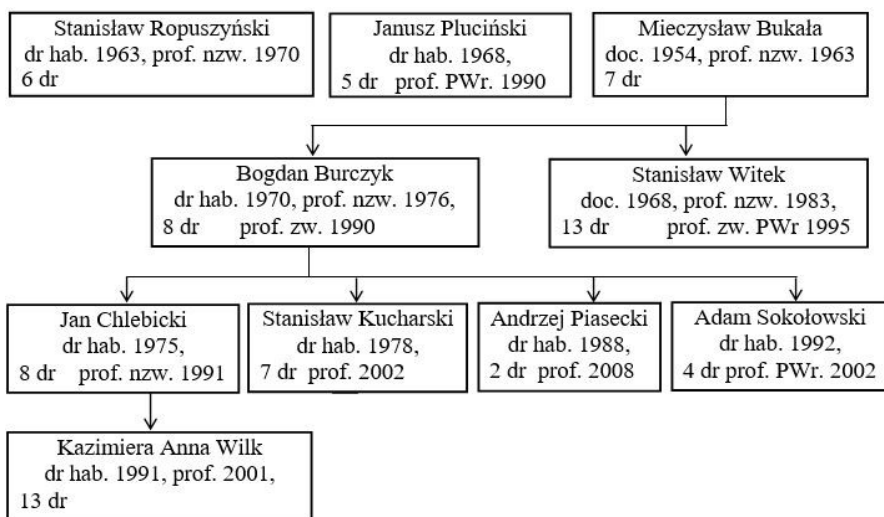 Stanisław Ropuszyński
dr hab. 1963, prof. nzw. 1970
6 dr
Janusz Pluciński
dr hab. 1968,
5 dr prof. PWr. 1990
Mieczysław Bukała
doc. 1954, prof. nzw. 1963
7 dr
Bogdan Burczyk
dr hab. 1970, prof. nzw. 1976,
8 dr prof. zw. 1990
Stanisław Witek
doc. 1968, prof. nzw. 1983,
13 dr prof. zw. PWr 1995
Jan Chlebicki
dr hab. 1975,
8 dr prof. nzw. 1991
Stanisław Kucharski
dr hab. 1978,
7 dr prof. 2002
Andrzej Piasecki
dr hab. 1988,
2 dr prof. 2008
Adam Sokołowski
dr hab. 1992,
4 dr prof. PWr. 2002
Kazimiera Anna Wilk
dr hab. 1991, prof. 2001,
13 dr